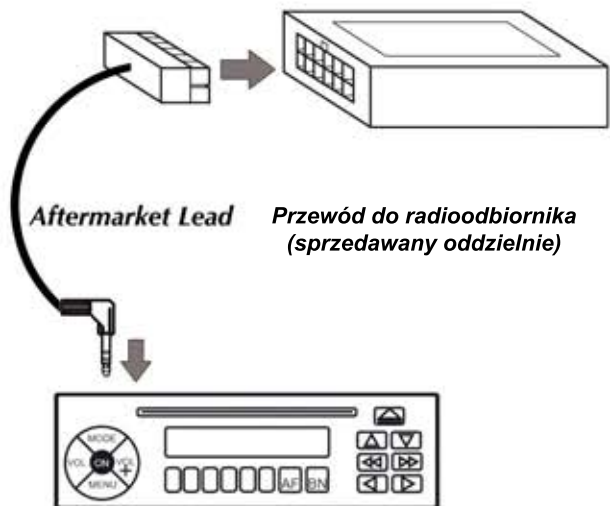 Aftermarket Lead
Przewód do radioodbiornika
(sprzedawany oddzielnie)
MODE
VOL ON VOL
+
MENU
AF BN